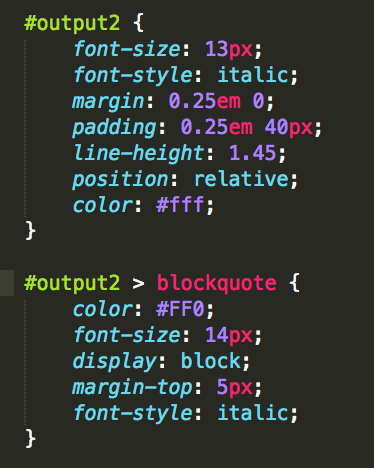 #output2 {
    font-size: 13px;
    font-style: italic;
    margin: 0.25em 0;
    padding: 0.25em 40px;
    line-height: 1.45;
    position: relative;
    color: #fff;
}

#output2 > blockquote {
    color: #FF0;
    font-size: 14px;
    display: block;
    margin-top: 5px;
    font-style: italic;
}